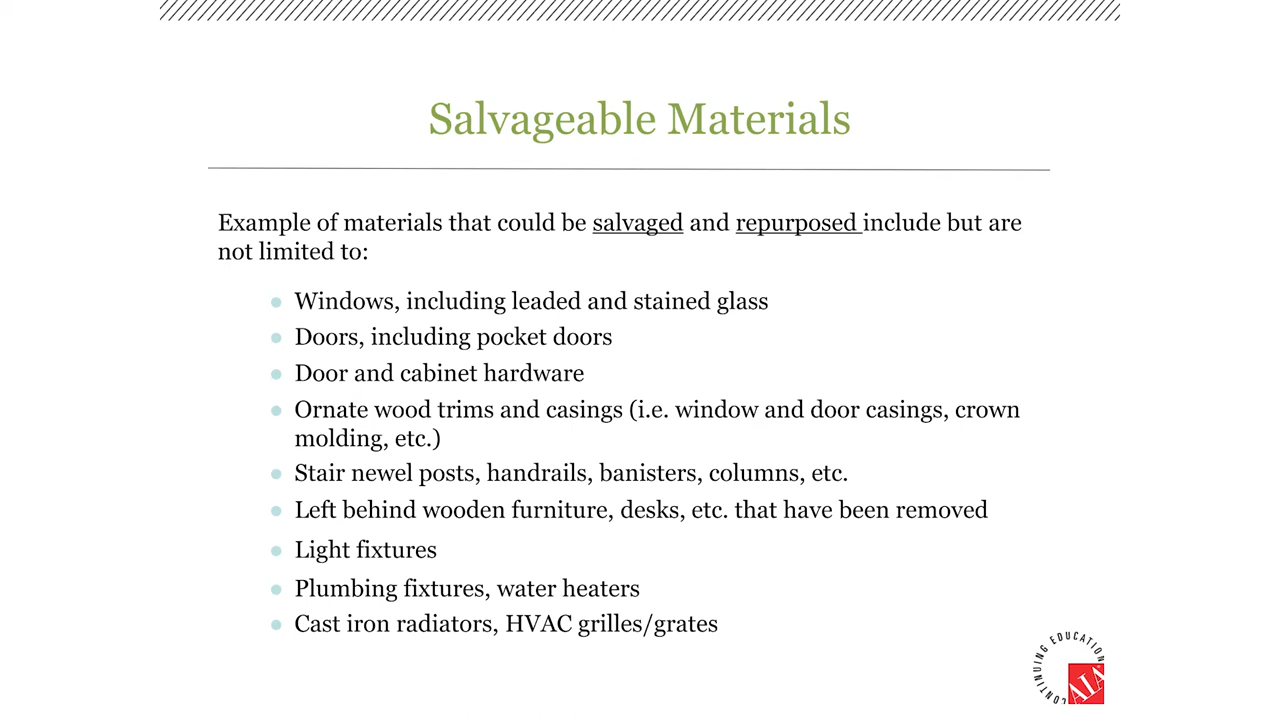 Salvageable Materials
Example of materials that could be salvaged and repurposed include but are
not limited to:
● Windows, including leaded and stained glass
● Doors, including pocket doors
● Door and cabinet hardware
● Ornate wood trims and casings (i.e. window and door casings, crown
molding, etc.)
● Stair newel posts, handrails, banisters, columns, etc.
● Left behind wooden furniture, desks, etc. that have been removed
● Light fixtures
● Plumbing fixtures, water heaters
● Cast iron radiators, HVAC grilles/grates
CONTINUING EDUCATION
AIA